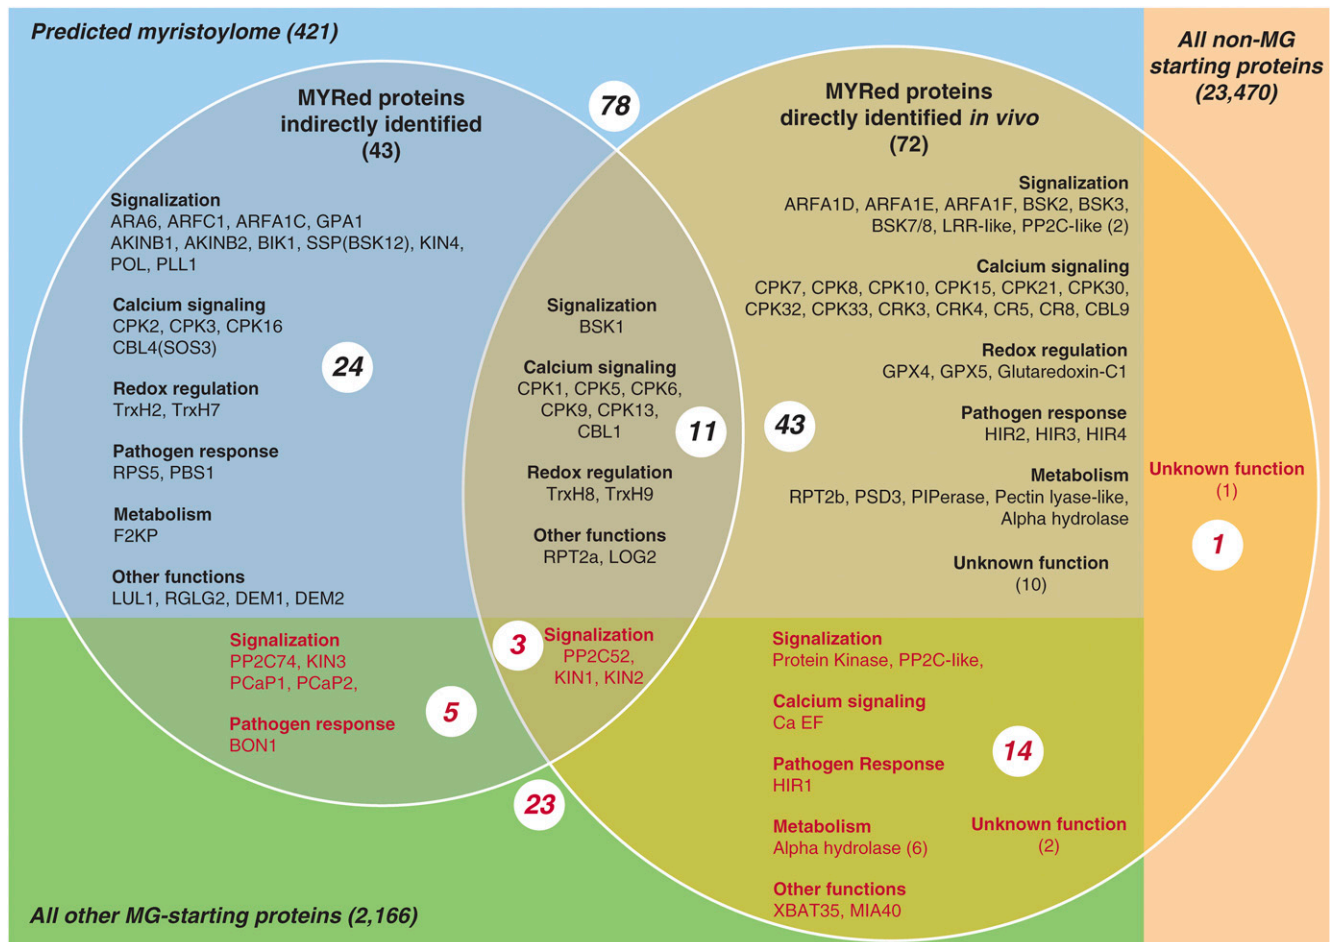 Predicted myristoylome (421)
All non-MG
starting proteins
(23,470)
78
MYRed proteins
indirectly identified
(43)
MYRed proteins
directly identified in vivo
(72)
Signalization
ARA6, ARFC1, ARFA1C, GPA1
AKINB1, AKINB2, BIK1, SSP(BSK12), KIN4,
POL, PLL1
Calcium signaling
CPK2, CPK3, CPK16
CBL4(SOS3)
24
Redox regulation
TrxH2, TrxH7
Pathogen response
RPS5, PBS1
Metabolism
F2KP
Other functions
LUL1, RGLG2, DEM1, DEM2
Signalization
BSK1
Calcium signaling
CPK1, CPK5, CPK6,
CPK9, CPK13,
CBL1
11
Redox regulation
TrxH8, TrxH9
Other functions
RPT2a, LOG2
Signalization
ARFA1D, ARFA1E, ARFA1F, BSK2, BSK3,
BSK7/8, LRR-like, PP2C-like (2)
Calcium signaling
CPK7, CPK8, CPK10, CPK15, CPK21, CPK30,
CPK32, CPK33, CRK3, CRK4, CR5, CR8, CBL9
Redox regulation
GPX4, GPX5, Glutaredoxin-C1
43
Pathogen response
HIR2, HIR3, HIR4
Metabolism
RPT2b, PSD3, PIPerase, Pectin lyase-like,
Alpha hydrolase
Unknown function
(10)
Unknown function
(1)
1
Signalization
PP2C74, KIN3
PCaP1, PCaP2,
5
Pathogen response
BON1
3
Signalization
PP2C52,
KIN1, KIN2
23
Signalization
Protein Kinase, PP2C-like,
Calcium signaling
Ca EF
14
Pathogen Response
HIR1
Metabolism
Alpha hydrolase (6)
Unknown function
(2)
Other functions
XBAT35, MIA40
All other MG-starting proteins (2,166)